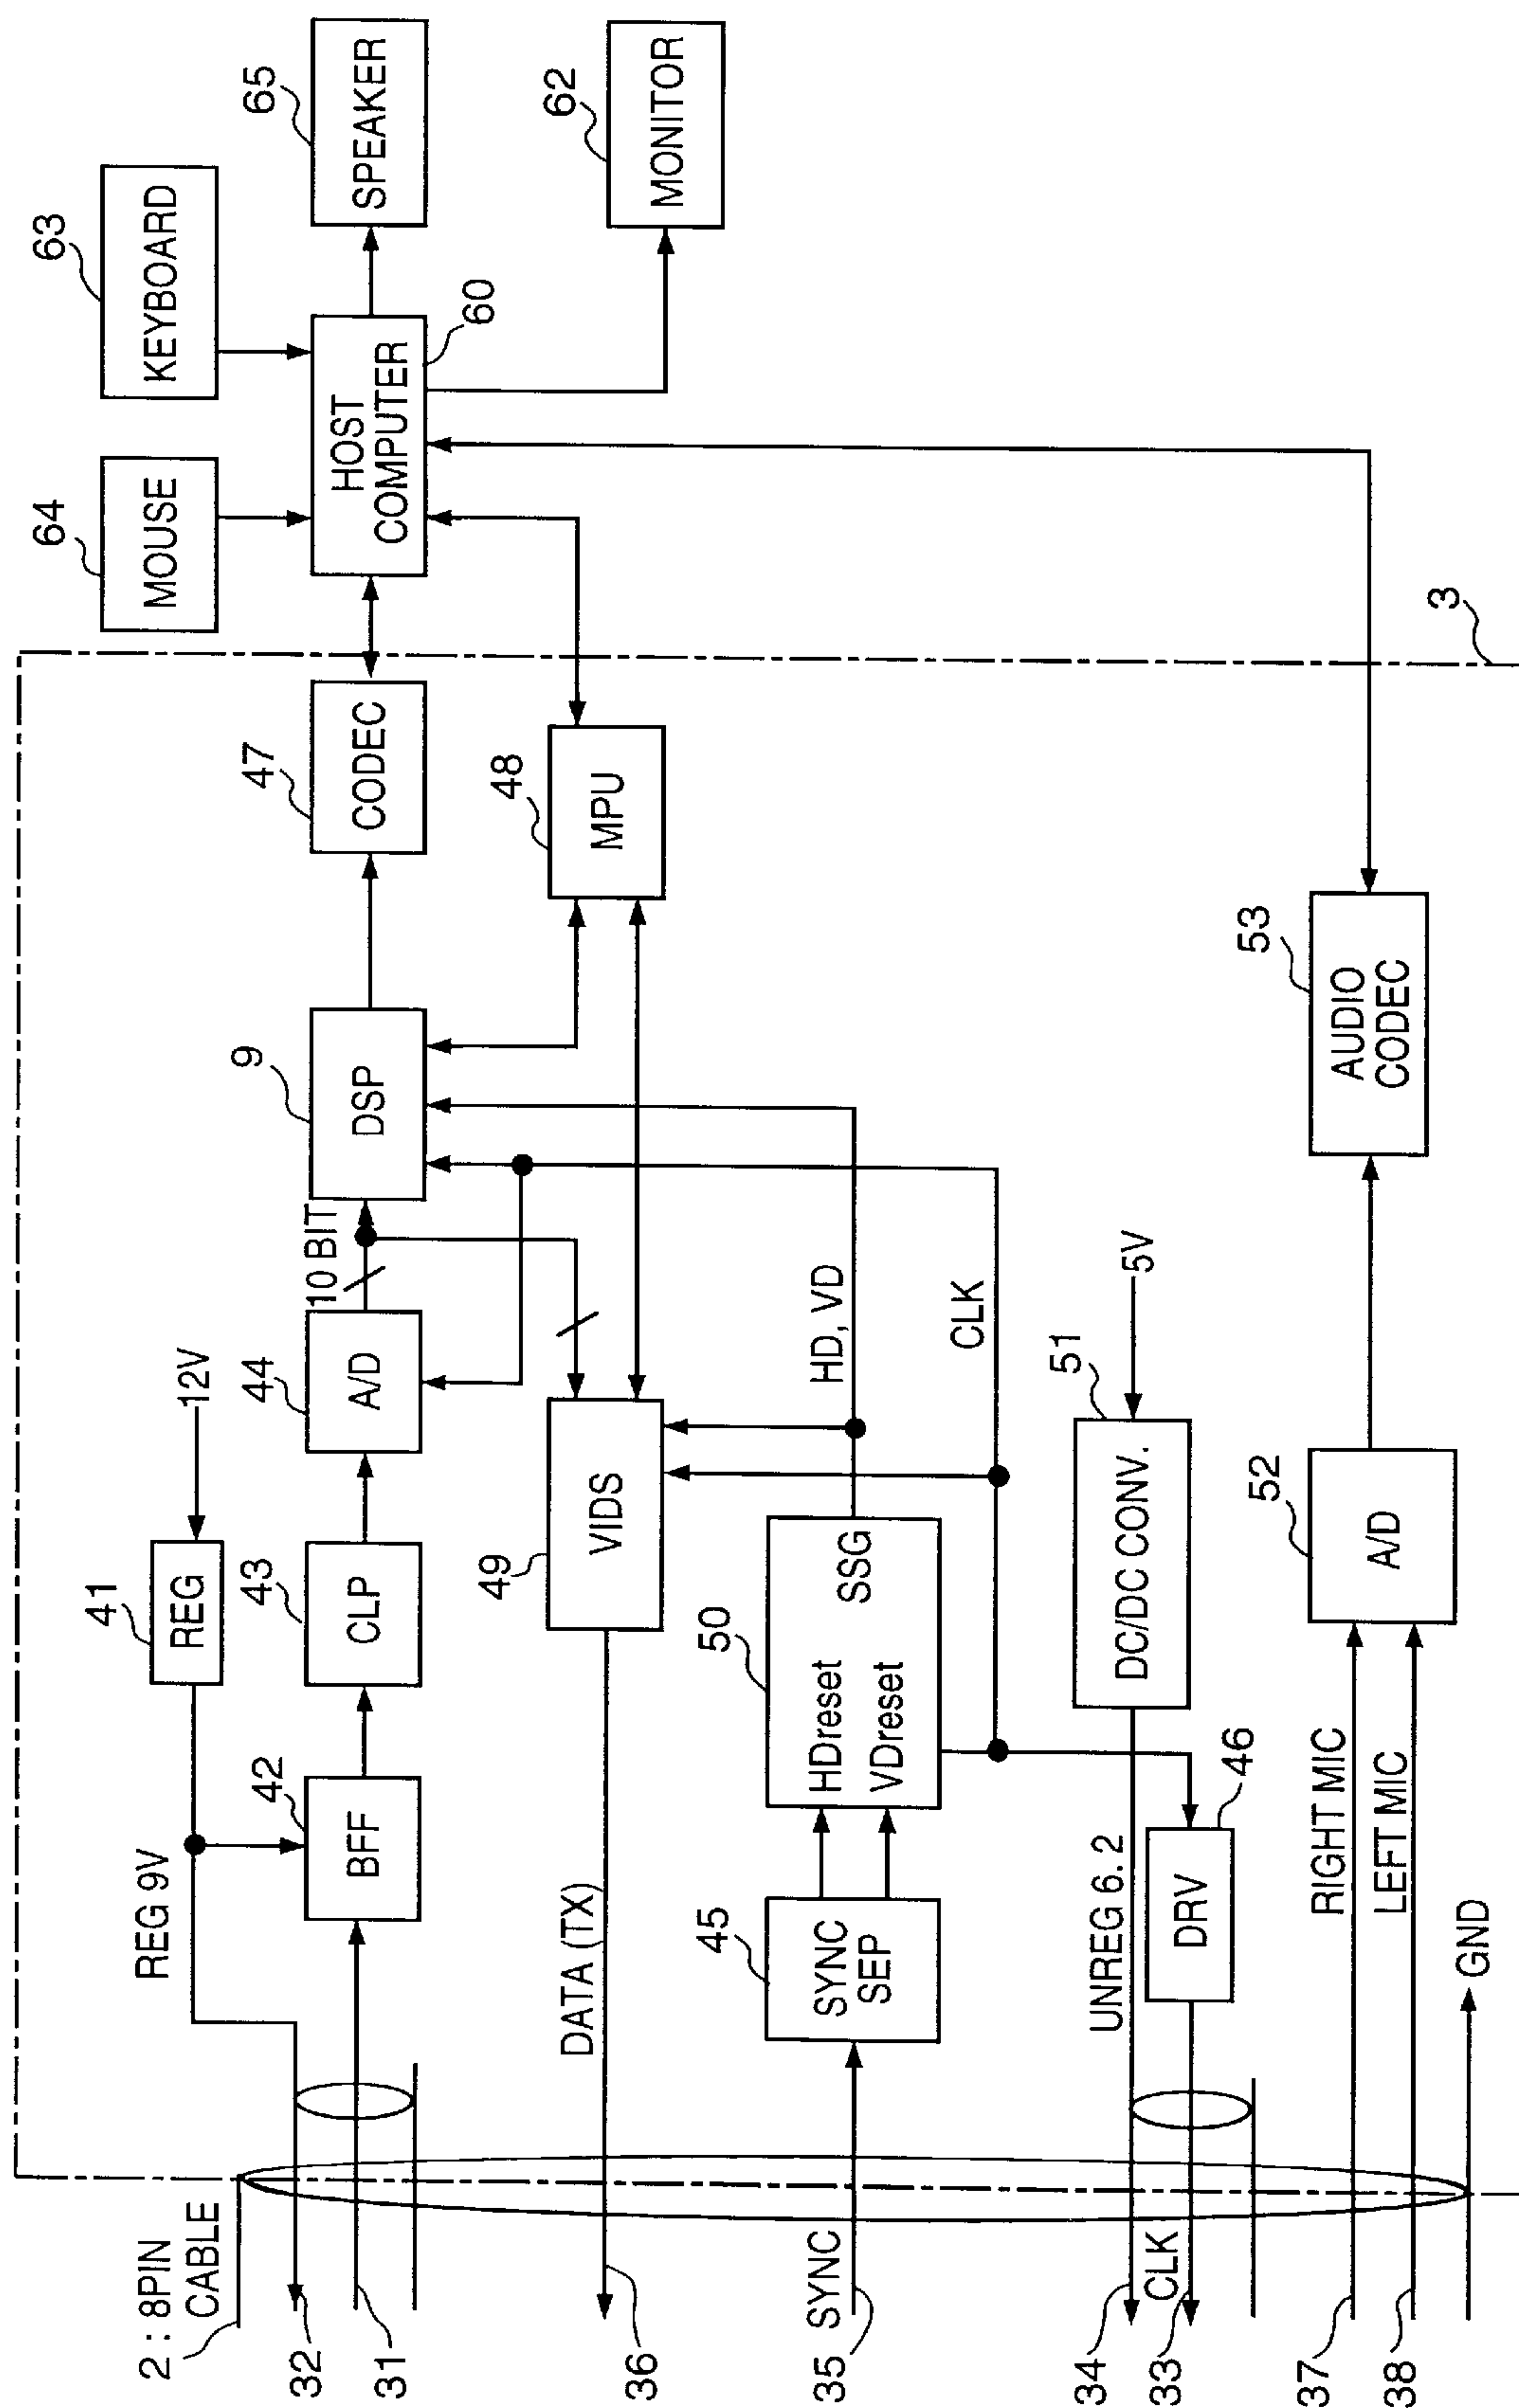 63
KEYBOARD
64
MOUSE
65
SPEAKER
62
MONITOR
60
HOST
COMPUTER
3
47
CODEC
48
MPU
53
AUDIO
CODEC
9
DSP
10 BIT
HD, VD
CLK
5V
12V
44
A/D
51
DC/DC CONV.
52
A/D
49
VIDS
41
REG
43
CLP
50
HDreset
VDreset
SSG
42
BFF
46
DRV
REG 9V
DATA (TX)
45
SYNC
SEP
UNREG 6. 2
RIGHT MIC
LEFT MIC
GND
2 : 8PIN
CABLE
SYNC
CLK
32
31
36
35
34
33
37
38